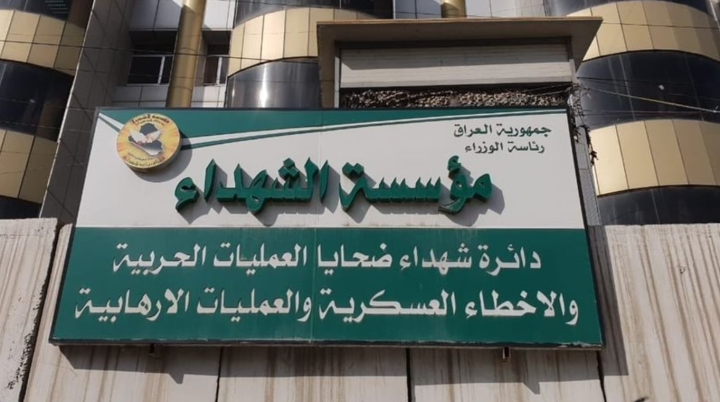 جمهورية العراق
رئاسة الوزراء
مؤسسة الشهداء
دائرة شهداء ضحايا العمليات الحربية
والاخطاء العسكرية والعمليات الارهابية